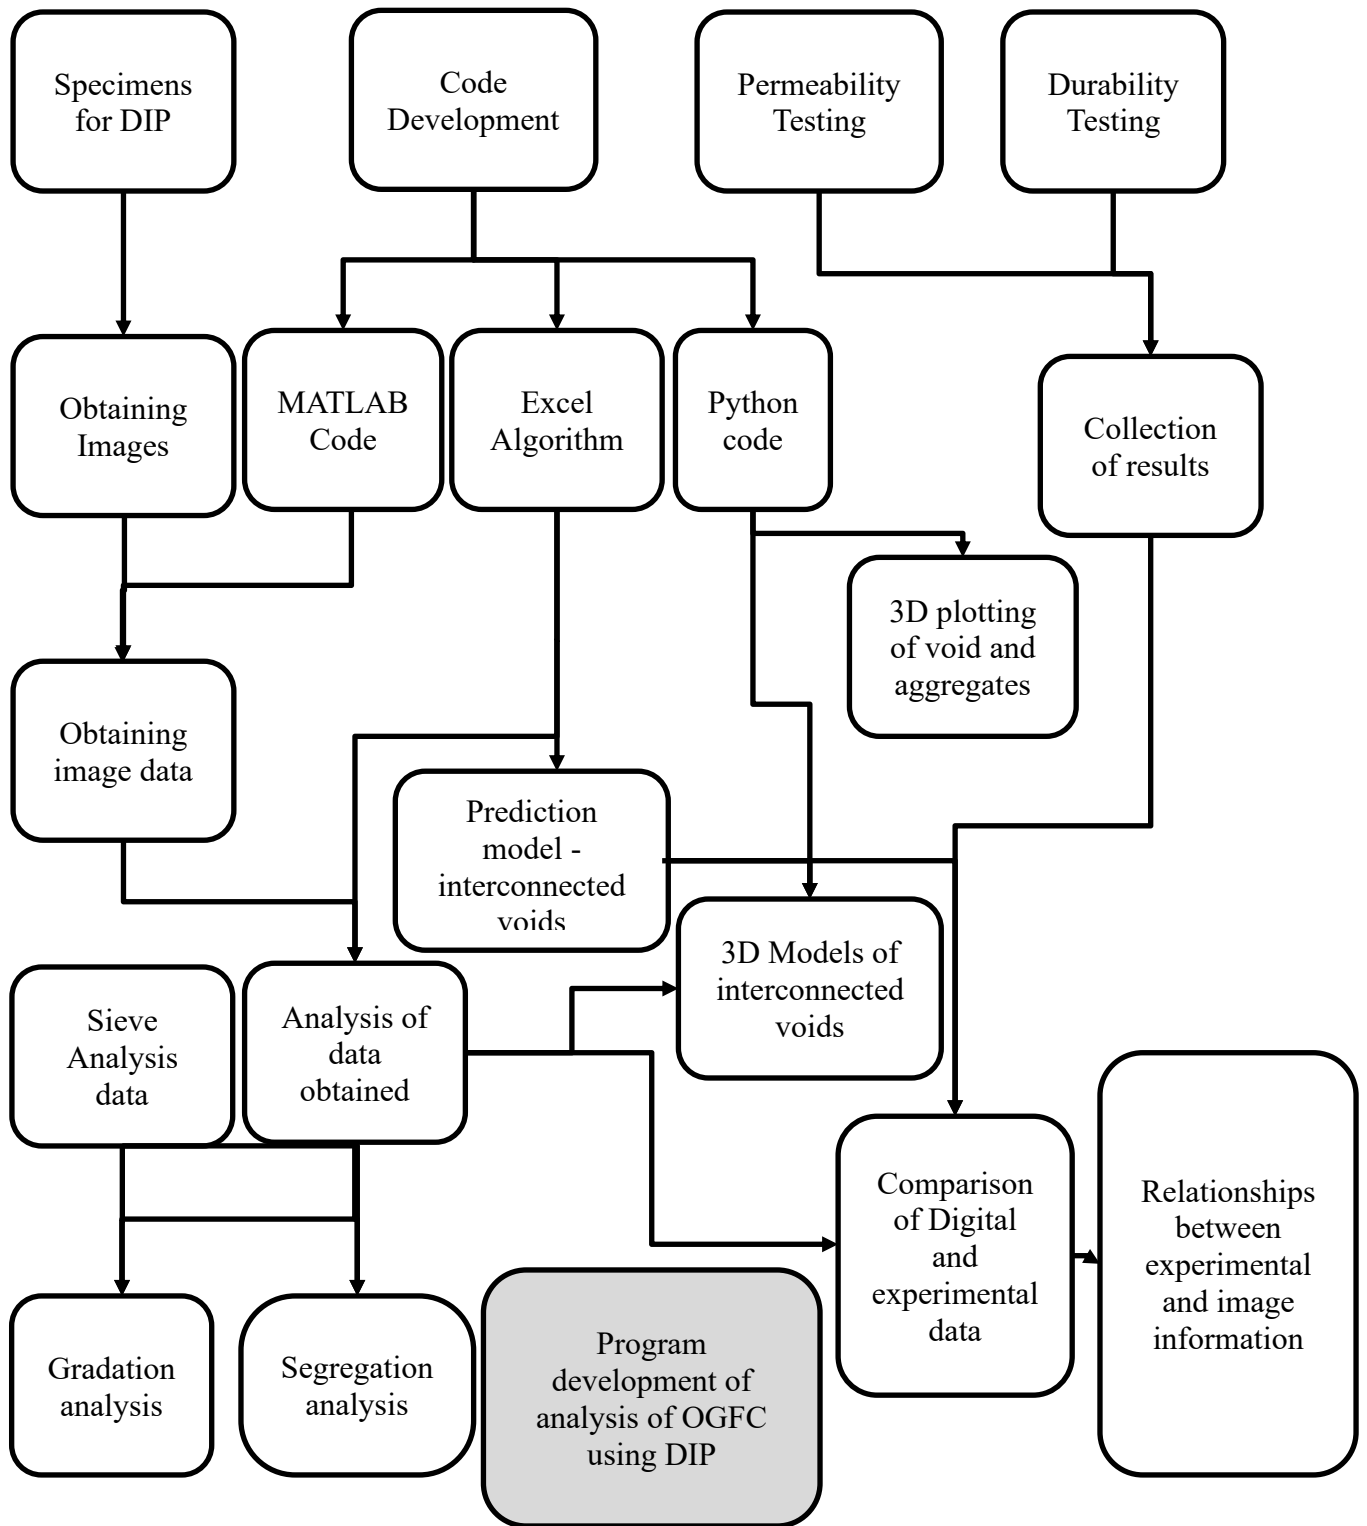 Specimens
for DIP
Code
Development
Permeability
Testing
Durability
Testing
Obtaining
Images
MATLAB
Code
Excel
Algorithm
Python
code
Collection
of results
3D plotting
of void and
aggregates
Obtaining
image data
Prediction
model -
interconnected
voids
3D Models of
interconnected
voids
Sieve
Analysis
data
Analysis of
data
obtained
Comparison
of Digital
and
experimental
data
Relationships
between
experimental
and image
information
Gradation
analysis
Segregation
analysis
Program
development of
analysis of OGFC
using DIP